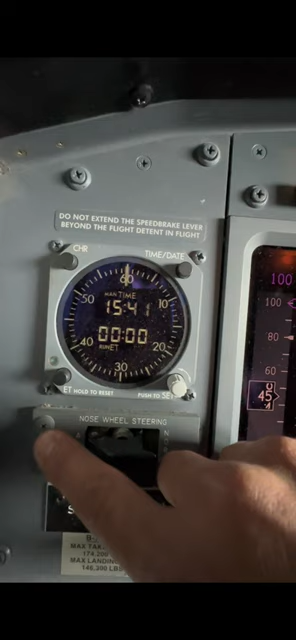 DO NOT EXTEND THE SPEEDBRAKE LEVER
BEYOND THE FLIGHT DETENT IN FLIGHT
CHR
TIME/DATE
60
50
10
MAN TIME
15:41
00:00
RUN ET
40
20
30
ET HOLD TO RESET
PUSH TO SET
NOSE WHEEL STEERING
N
MAX
MAX LANDING
146,300 LBS
100
100
80
60
45